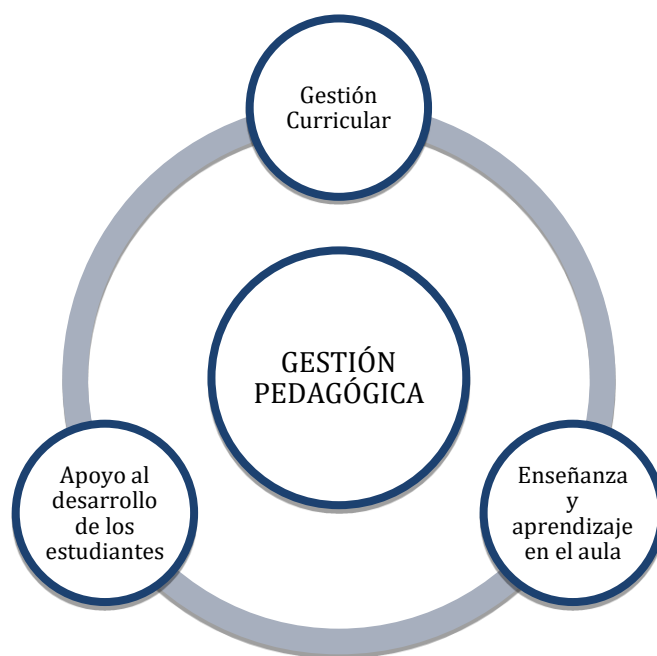 Gestión
Curricular
GESTIÓN
PEDAGÓGICA
Apoyo al
desarrollo
de los
estudiantes
Enseñanza
y
aprendizaje
en el aula